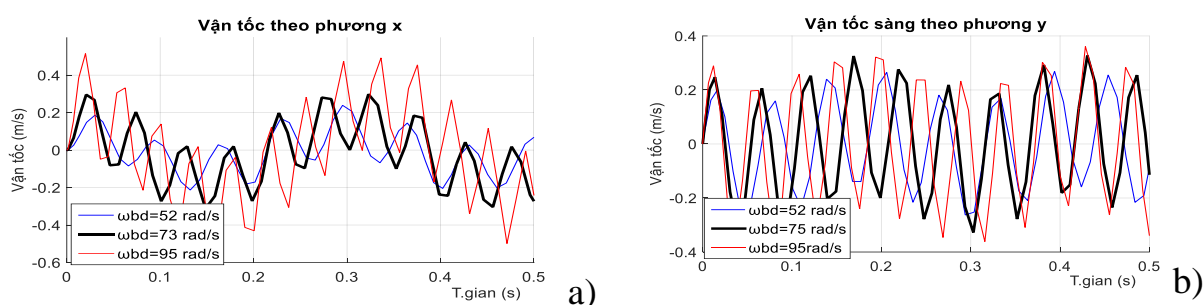 Vận tốc theo phương x
Vận tốc (m/s)
0.4
0.2
0
-0.2
-0.4
-0.6
ωbd=52 rad/s
ωbd=73 rad/s
ωbd=95 rad/s
0
0.1
0.2
0.3
0.4
0.5
T.gian (s)
a)
Vận tốc sàng theo phương y
Vận tốc (m/s)
0.4
0.2
0
-0.2
-0.4
ωbd=52 rad/s
ωbd=75 rad/s
ωbd=95rad/s
0
0.1
0.2
0.3
0.4
0.5
T.gian (s)
b)